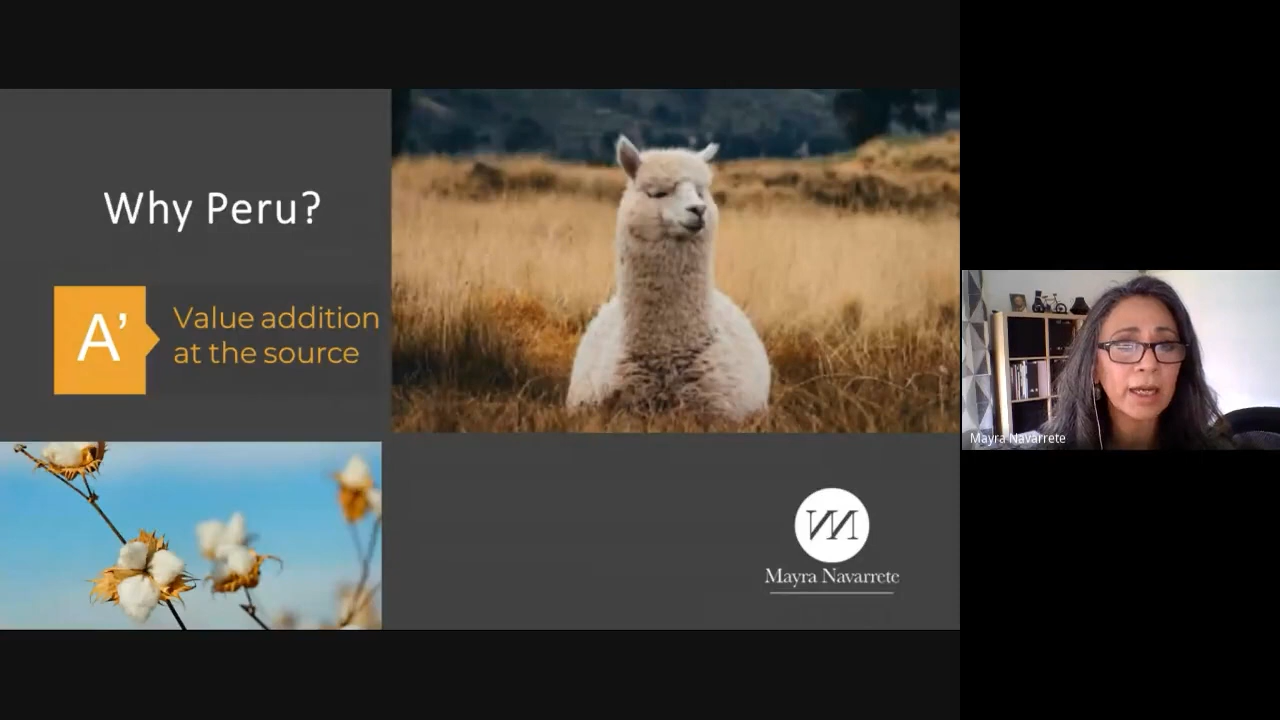 Why Peru?
A’
Value addition
at the source
Mayra Navarrete
Mayra Navarrete